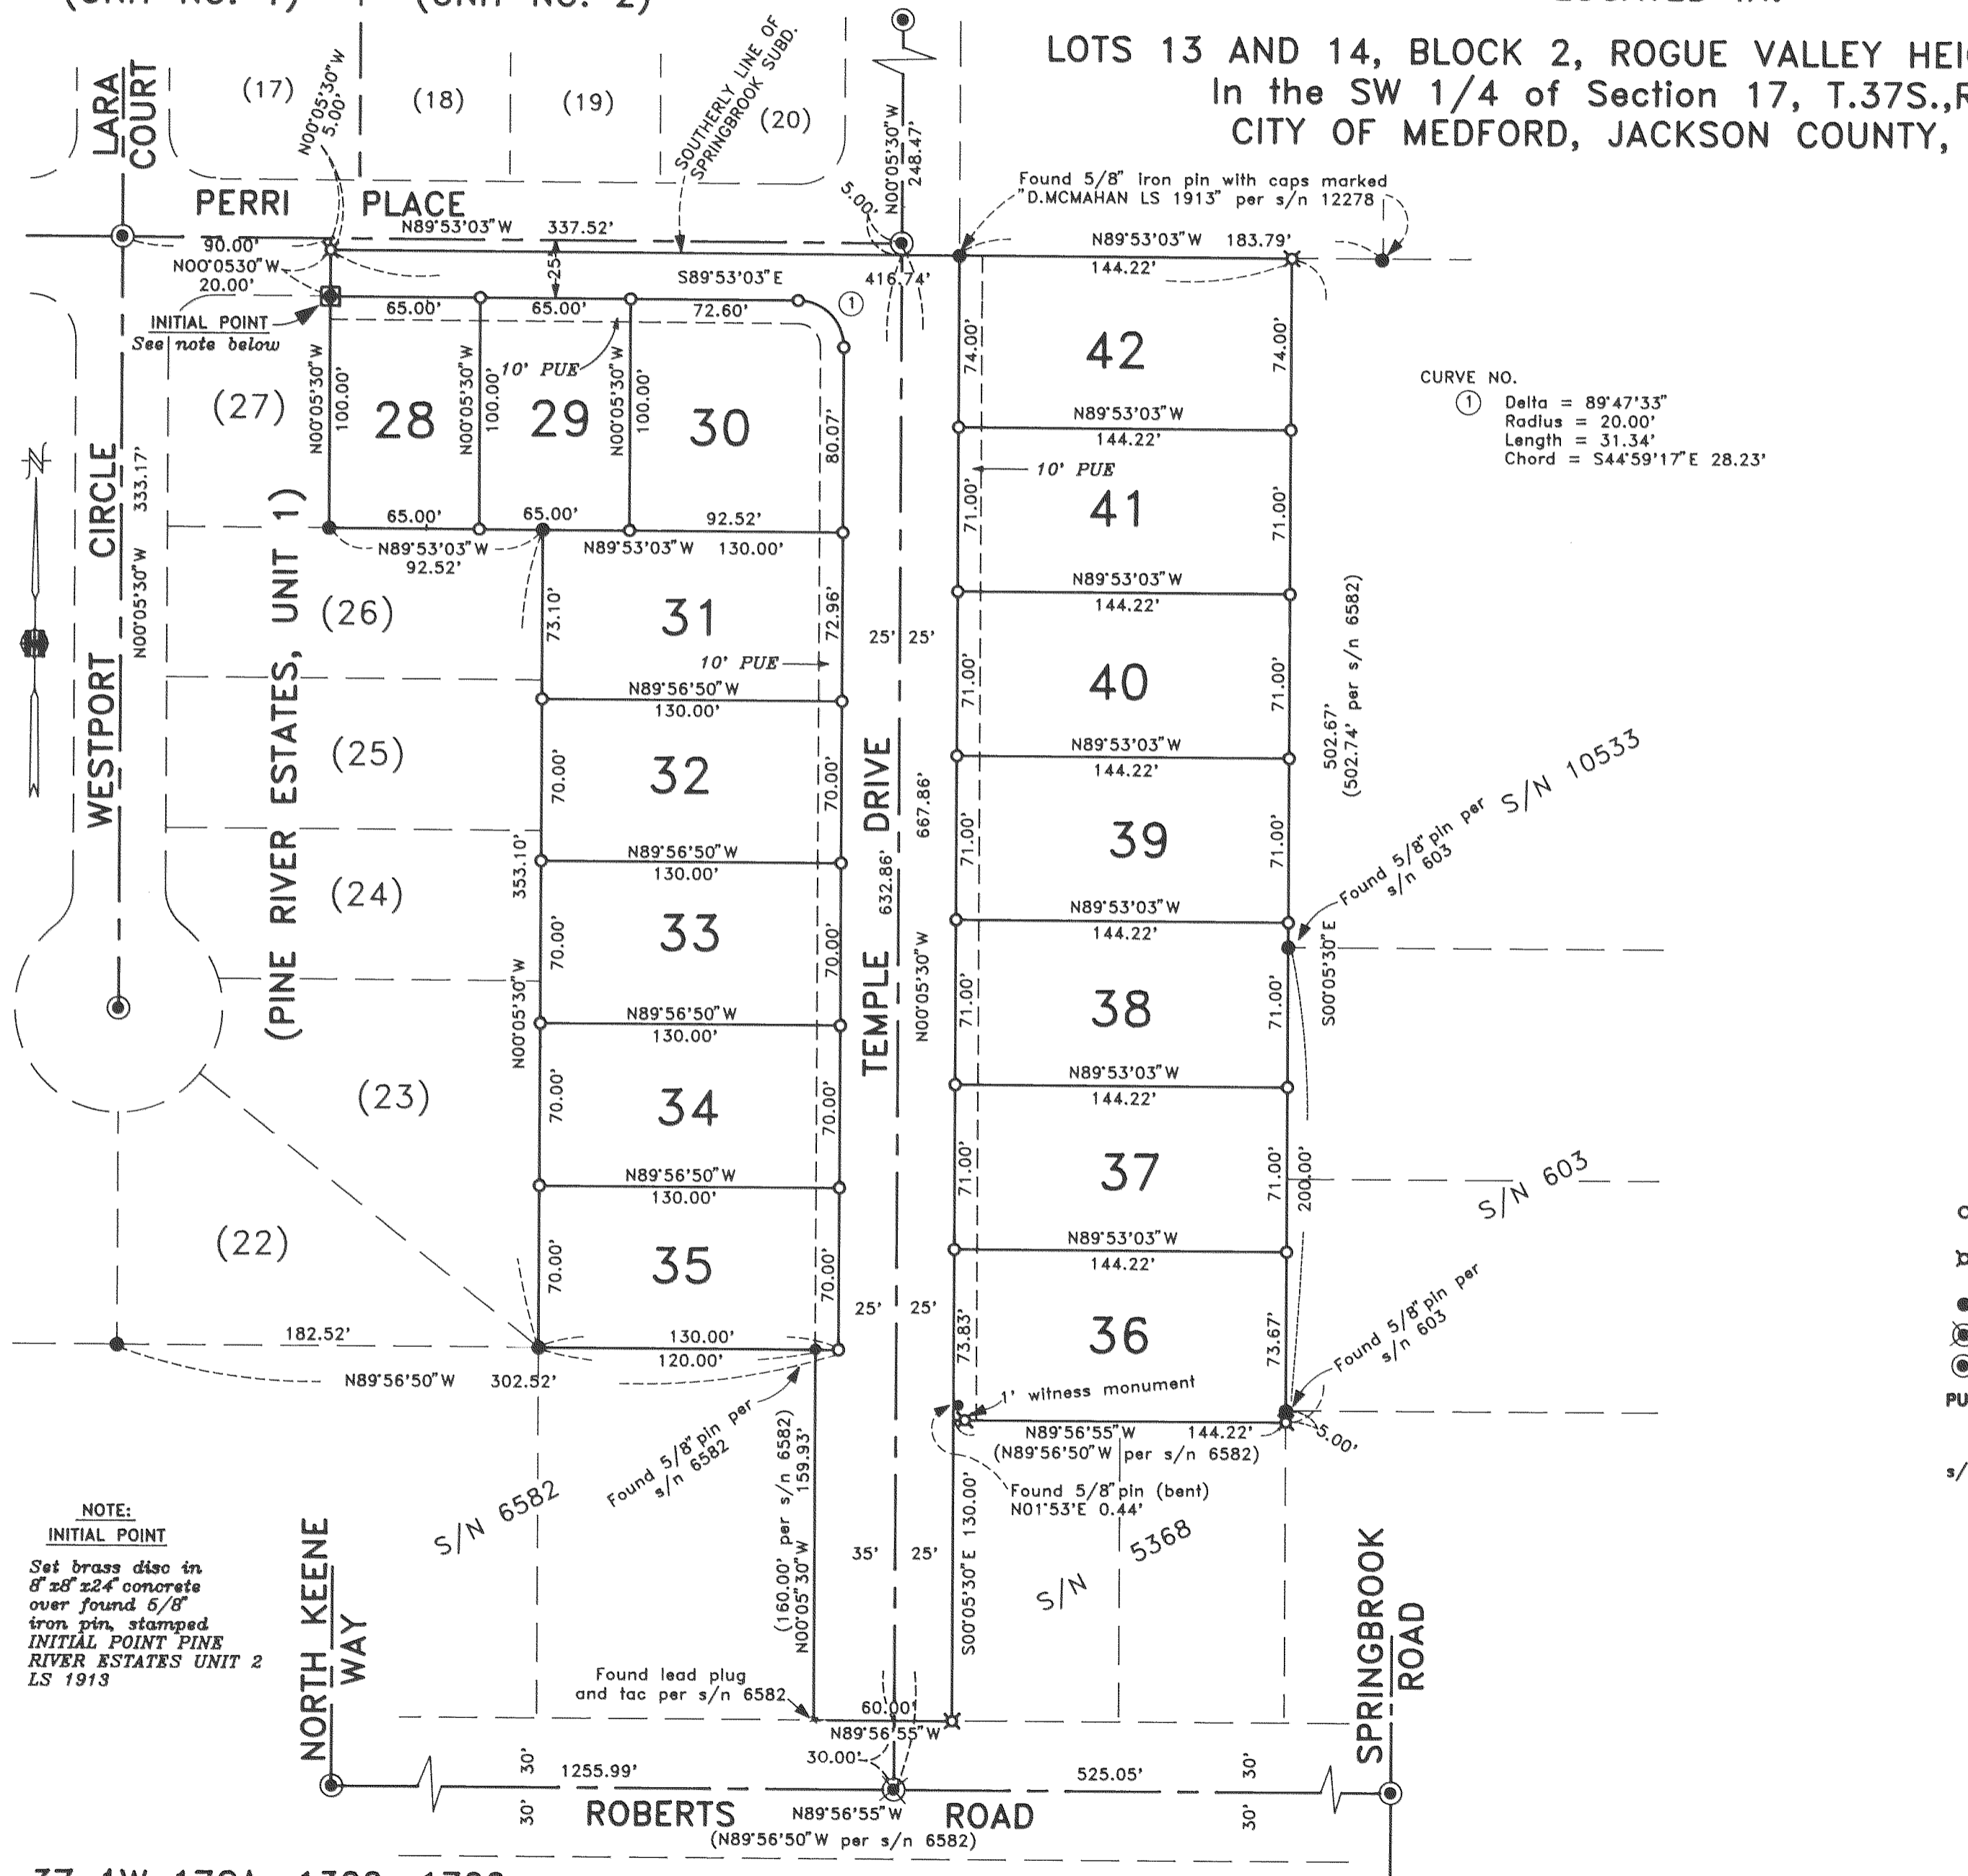 LOTS 13 AND 14, BLOCK 2, ROGUE VALLEY
In the SW 1/4 of Section 17, T.37S.,
CITY OF MEDFORD, JACKSON COUNTY,
LARA
COURT
(17)
(18)
(19)
(20)
N00°05'30"W
5.00'
SOUTHERLY LINE OF
SPRINGBROOK SUBD.
N00°05'30"W
248.47'
5.00'
PERRI PLACE
N89°53'03"W 337.52'
90.00'
N00°0530"W
20.00'
25'
S89°53'03"E
416.74'
Found 5/8" iron pin with caps marked
"D.MCMAHAN LS 1913" per s/n 12278
N89°53'03"W 183.79'
144.22'
INITIAL POINT
See note below
65.00'
65.00'
72.60'
1
10' PUE
(27)
N00°05'30"W
100.00'
28
N00°05'30"W
100.00'
29
N00°05'30"W
100.00'
30
80.07'
74.00'
42
74.00'
N89°53'03"W
144.22'
CURVE NO.
1 Delta = 89°47'33"
Radius = 20.00'
Length = 31.34'
Chord = S44°59'17"E 28.23'
10' PUE
71.00'
41
71.00'
N89°53'03"W
144.22'
N
WESTPORT CIRCLE
333.17'
N00°05'30"W
(PINE RIVER ESTATES, UNIT 1)
65.00'
65.00'
92.52'
N89°53'03"W
92.52'
N89°53'03"W 130.00'
(26)
73.10'
31
72.96'
10' PUE
25' 25'
N89°56'50"W
130.00'
71.00'
40
71.00'
N89°53'03"W
144.22'
502.67'
(502.74' per s/n 6582)
(25)
70.00'
32
70.00'
N89°56'50"W
130.00'
TEMPLE DRIVE
632.86'
667.86'
N00°05'30"W
71.00'
39
71.00'
N89°53'03"W
144.22'
Found 5/8" pin per
s/n 603
S/N 10533
S00°05'30"E
353.10'
(24)
70.00'
33
70.00'
N89°56'50"W
130.00'
N00°05'30"W
71.00'
38
71.00'
N89°53'03"W
144.22'
(23)
70.00'
34
70.00'
N89°56'50"W
130.00'
71.00'
37
71.00'
200.00'
N89°53'03"W
144.22'
S/N 603
(22)
70.00'
35
70.00'
25' 25'
73.83'
36
73.67'
Found 5/8" pin per
s/n 603
182.52'
130.00'
120.00'
N89°56'50"W 302.52'
1' witness monument
N89°56'55"W 144.22'
(N89°56'50"W per s/n 6582)
5.00'
Found 5/8" pin per
s/n 6582
Found 5/8" pin (bent)
N01°53'E 0.44'
S/N 6582
(160.00' per s/n 6582)
N00°05'30"W 159.93'
35' 25'
S00°05'30"E 130.00'
S/N 5368
NOTE:
INITIAL POINT
Set brass disc in
8"x8"x24" concrete
over found 5/8"
iron pin, stamped
INITIAL POINT PINE
RIVER ESTATES UNIT 2
LS 1913
NORTH KEENE
WAY
SPRINGBROOK
ROAD
Found lead plug
and tac per s/n 6582
60.00'
N89°56'55"W
30.00'
30'
1255.99'
525.05'
30'
30'
ROBERTS ROAD
30'
N89°56'55"W
(N89°56'50"W per s/n 6582)